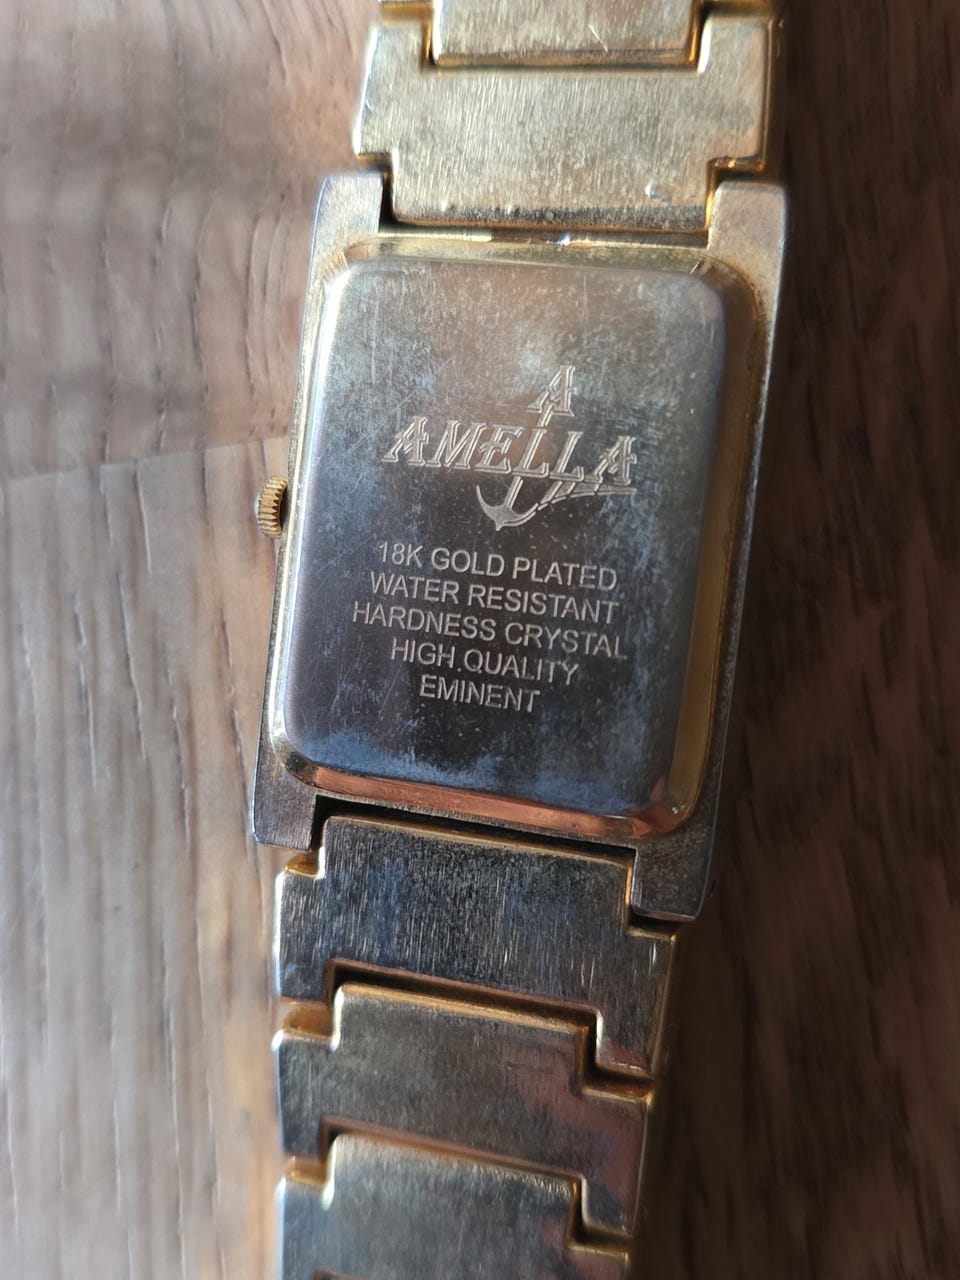 A
AMELLA
18K GOLD PLATED
WATER RESISTANT
HARDNESS CRYSTAL
HIGH QUALITY
EMINENT